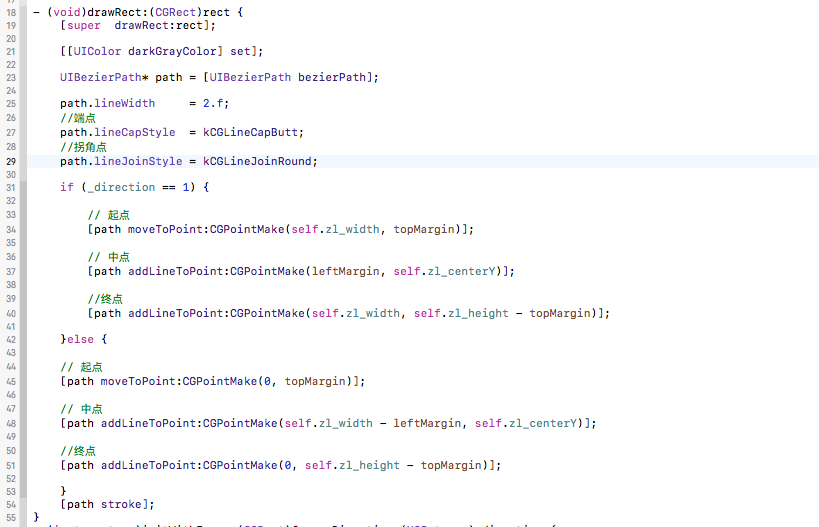 18 - (void)drawRect:(CGRect)rect {
19 [super  drawRect:rect];
20
21 [[UIColor darkGrayColor] set];
22
23 UIBezierPath* path = [UIBezierPath bezierPath];
24
25 path.lineWidth     = 2.f;
26 //端点
27 path.lineCapStyle  = kCGLineCapButt;
28 //拐角点
29 path.lineJoinStyle = kCGLineJoinRound;
30
31 if (_direction == 1) {
32
33 // 起点
34 [path moveToPoint:CGPointMake(self.zl_width, topMargin)];
35
36 // 中点
37 [path addLineToPoint:CGPointMake(leftMargin, self.zl_centerY)];
38
39 //终点
40 [path addLineToPoint:CGPointMake(self.zl_width, self.zl_height - topMargin)];
41
42 }else {
43
44 // 起点
45 [path moveToPoint:CGPointMake(0, topMargin)];
46
47 // 中点
48 [path addLineToPoint:CGPointMake(self.zl_width - leftMargin, self.zl_centerY)];
49
50 //终点
51 [path addLineToPoint:CGPointMake(0, self.zl_height - topMargin)];
52
53 }
54 [path stroke];
55 }